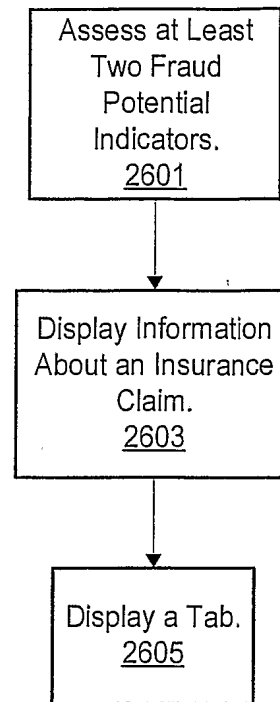 Assess at Least
Two Fraud
Potential
Indicators.
2601
Display Information
About an Insurance
Claim.
2603
Display a Tab.
2605